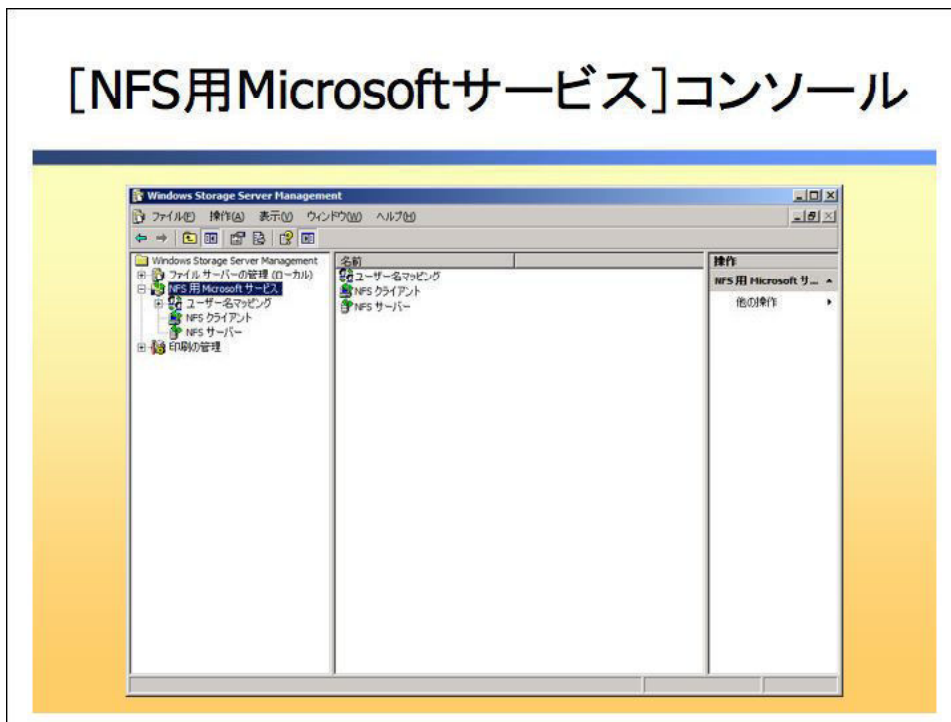 [NFS用Microsoftサービス]コンソール
Windows Storage Server Management
ファイル(F) 操作(A) 表示(V) ウィンドウ(W) ヘルプ(H)
Windows Storage Server Management
ファイル サーバーの管理 (ローカル)
NFS 用 Microsoft サービス
ユーザー名マッピング
NFS クライアント
NFS サーバー
印刷の管理
名前
ユーザー名マッピング
NFS クライアント
NFS サーバー
操作
NFS 用 Microsoft サ...
他の操作